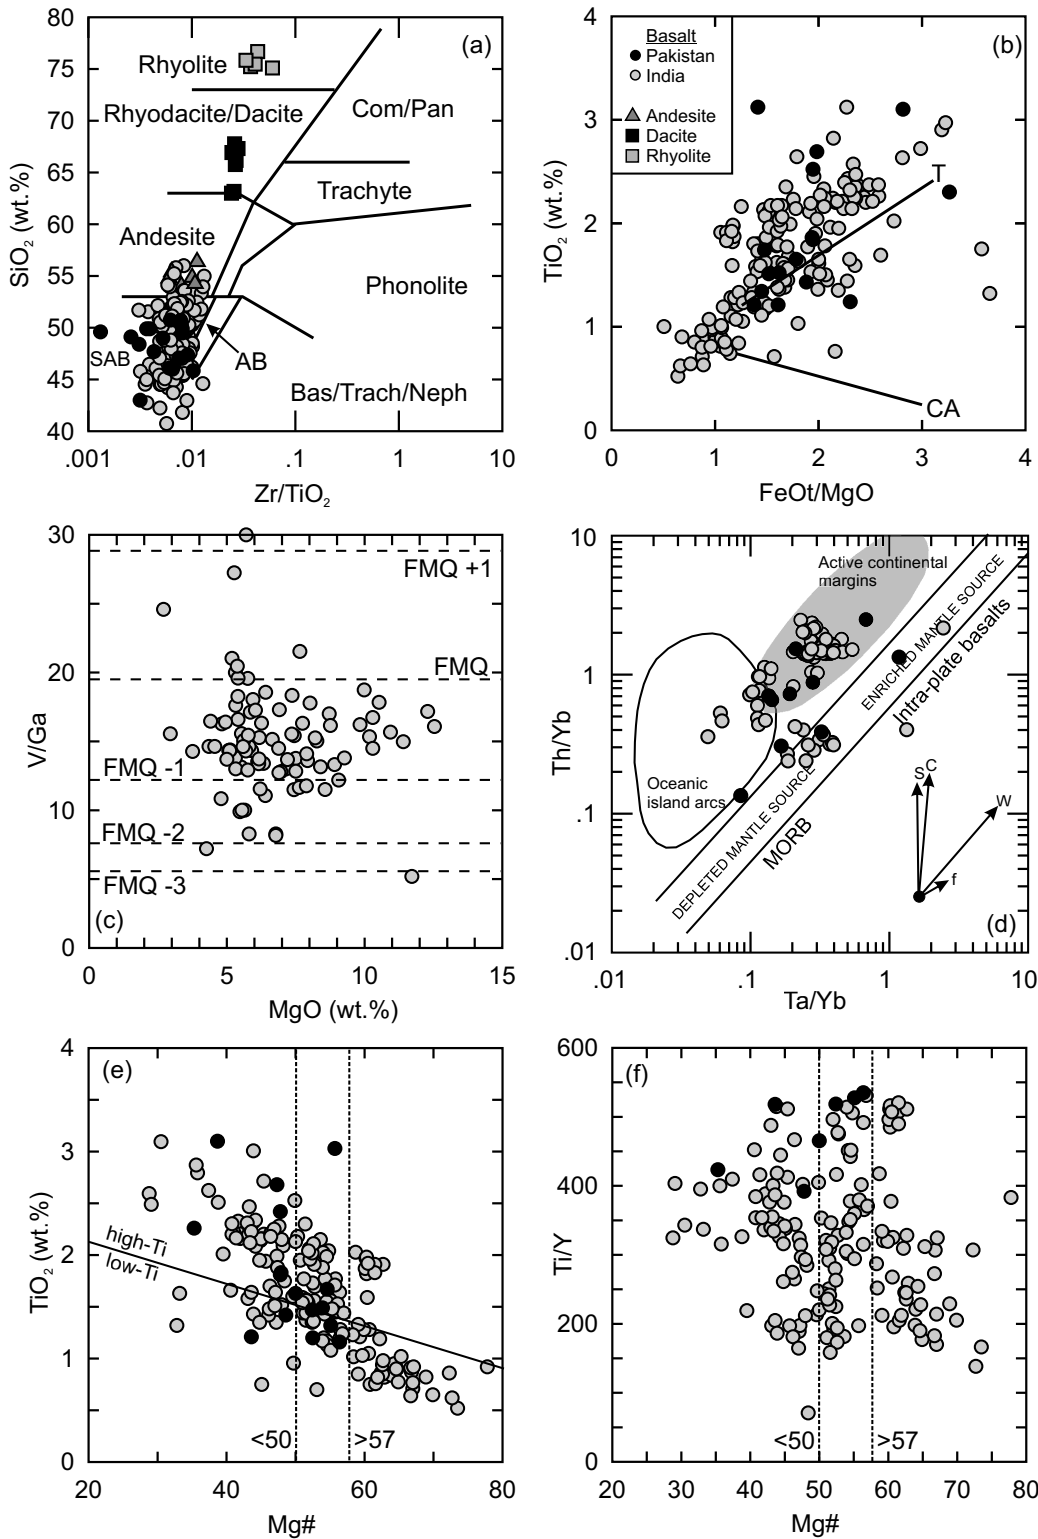 80
75
70
65
60
55
50
45
40
SiO2 (wt.%)
(a)
Rhyolite
Rhyodacite/Dacite
Com/Pan
Trachyte
Andesite
Phonolite
SAB
AB
Bas/Trach/Neph
.001
.01
.1
1
10
Zr/TiO2
4
3
2
1
0
TiO2 (wt.%)
Basalt
Pakistan
India
Andesite
Dacite
Rhyolite
(b)
T
CA
0
1
2
3
4
FeOt/MgO
30
20
10
0
V/Ga
FMQ +1
FMQ
FMQ -1
FMQ -2
FMQ -3
(c)
0
5
10
15
MgO (wt.%)
10
1
.1
.01
Th/Yb
Active continental
margins
ENRICHED MANTLE SOURCE
Intra-plate basalts
Oceanic
island arcs
DEPLETED MANTLE SOURCE
MORB
S
C
W
f
(d)
.01
.1
1
10
Ta/Yb
4
3
2
1
0
TiO2 (wt.%)
(e)
high-Ti
low-Ti
<50
>57
20
30
40
50
60
70
80
Mg#
600
400
200
0
Ti/Y
(f)
<50
>57
20
30
40
50
60
70
80
Mg#